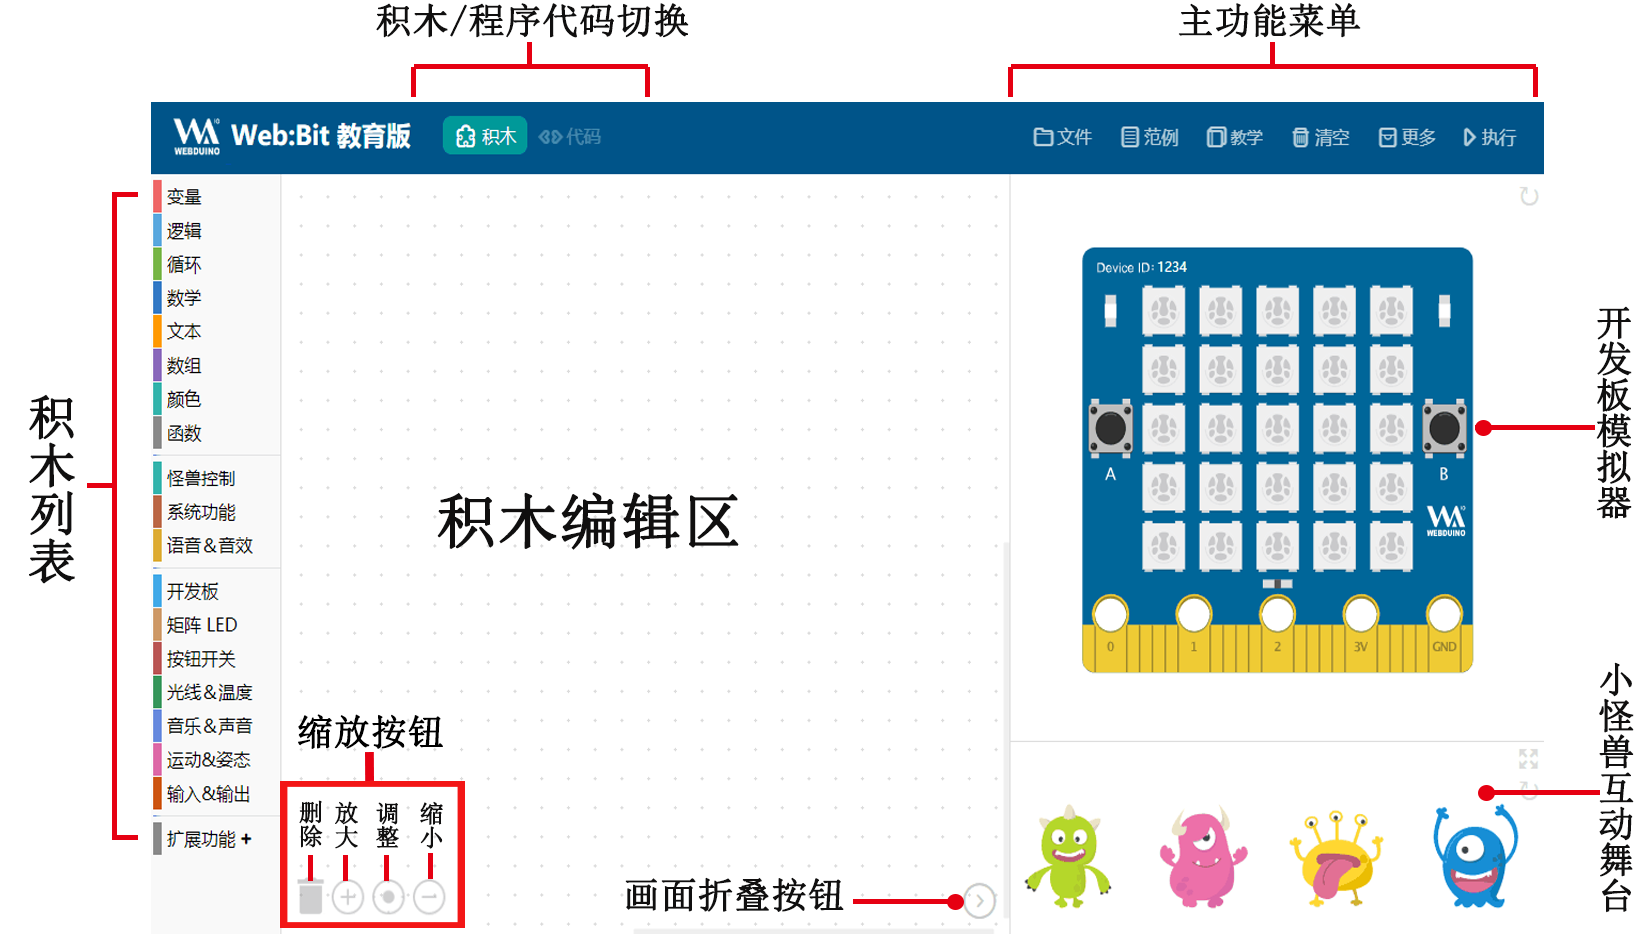 积木/程序代码切换
主功能菜单
WEBDUINO
Web:Bit 教育版
积木
代码
文件
范例
教学
清空
更多
执行
积木列表
变量
逻辑
循环
数学
文本
数组
颜色
函数
怪兽控制
系统功能
语音&音效
开发板
矩阵 LED
按钮开关
光线&温度
音乐&声音
运动&姿态
输入&输出
扩展功能 +
积木编辑区
缩放按钮
删除
放大
调整
缩小
画面折叠按钮
Device ID: 1234
A
B
WEBDUINO
0
1
2
3V
GND
开发板模拟器
小怪兽互动舞台